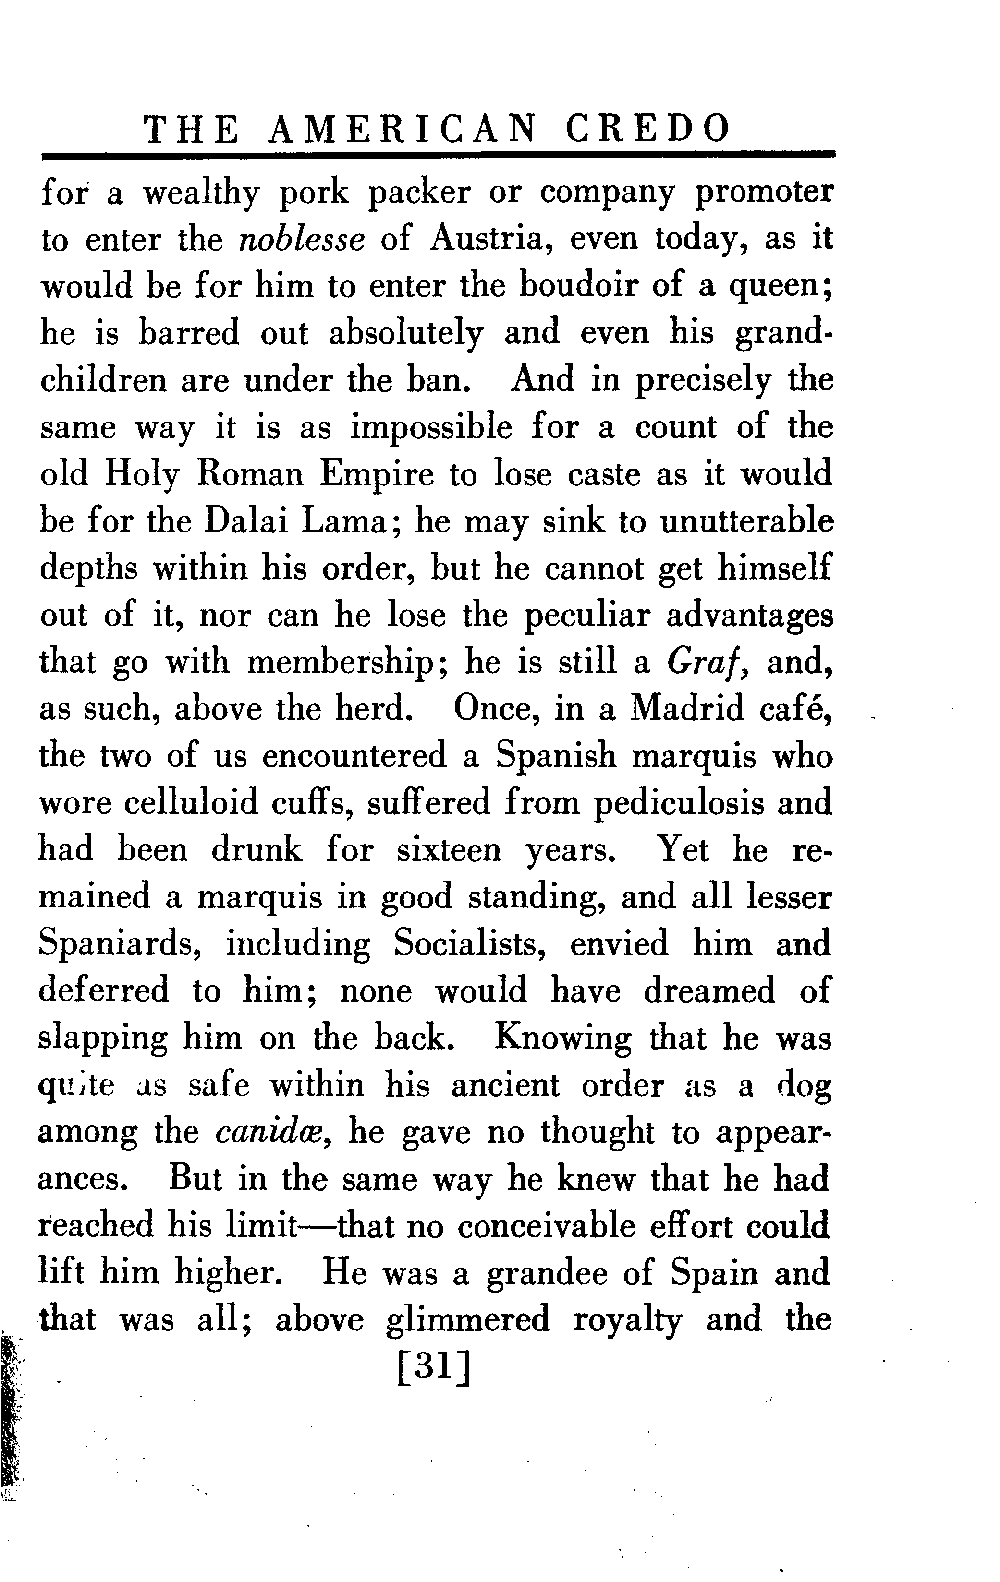 THE AMERICAN CREDO
for a wealthy pork packer or company promoter
to enter the noblesse of Austria, even today, as it
would be for him to enter the boudoir of a queen;
he is barred out absolutely and even his grand-
children are under the ban. And in precisely the
same way it is as impossible for a count of the
old Holy Roman Empire to lose caste as it would
be for the Dalai Lama; he may sink to unutterable
depths within his order, but he cannot get himself
out of it, nor can he lose the peculiar advantages
that go with membership; he is still a Graf, and,
as such, above the herd. Once, in a Madrid café,
the two of us encountered a Spanish marquis who
wore celluloid cuffs, suffered from pediculosis and
had been drunk for sixteen years. Yet he re-
mained a marquis in good standing, and all lesser
Spaniards, including Socialists, envied him and
deferred to him; none would have dreamed of
slapping him on the back. Knowing that he was
quite as safe within his ancient order as a dog
among the canidœ, he gave no thought to appear-
ances. But in the same way he knew that he had
reached his limit—that no conceivable effort could
lift him higher. He was a grandee of Spain and
that was all; above glimmered royalty and the
[31]